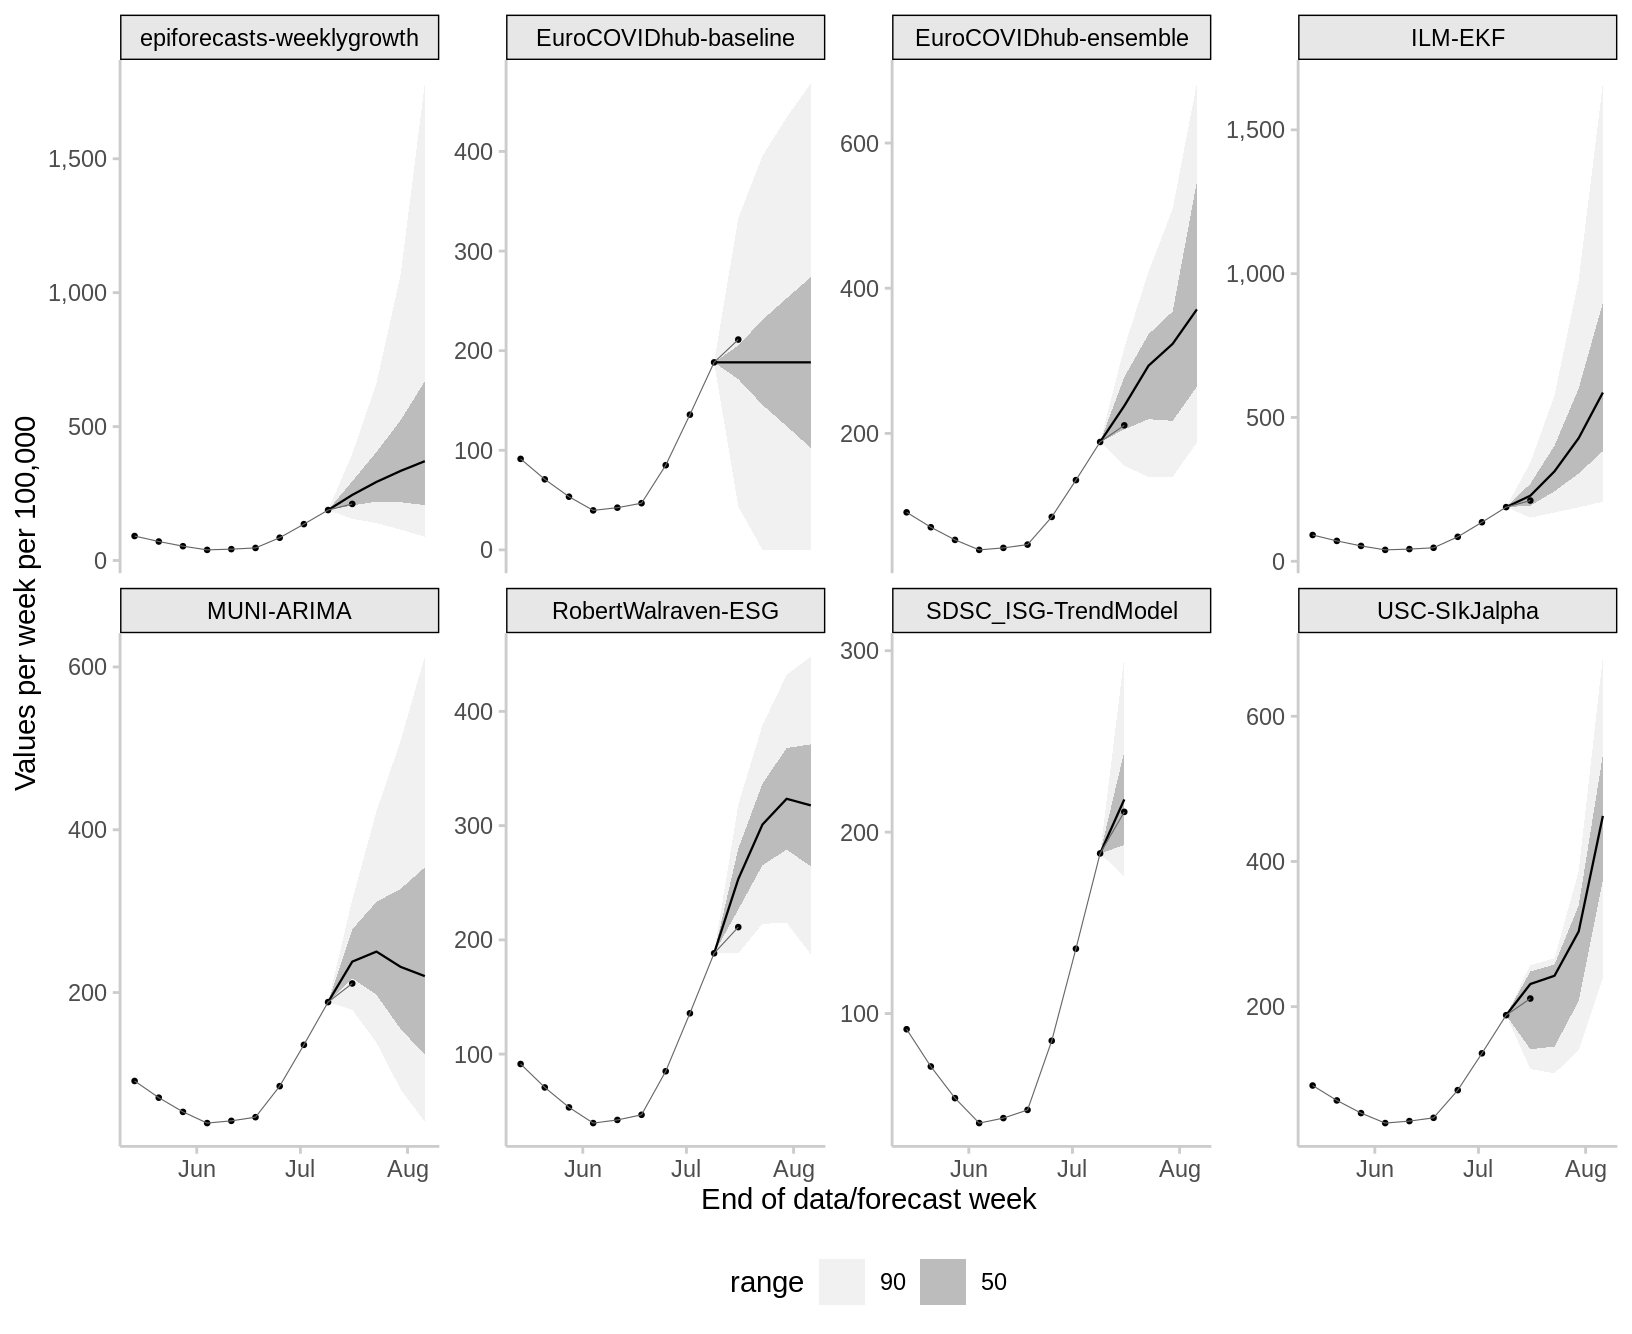 epiforecasts-weeklygrowth
EuroCOVIDhub-baseline
EuroCOVIDhub-ensemble
ILM-EKF
1,500
1,000
500
0
400
300
200
100
0
600
400
200
1,500
1,000
500
0
Values per week per 100,000
MUNI-ARIMA
RobertWalraven-ESG
SDSC_ISG-TrendModel
USC-SIkJalpha
600
400
200
400
300
200
100
300
200
100
600
400
200
Jun Jul Aug
Jun Jul Aug
Jun Jul Aug
Jun Jul Aug
End of data/forecast week
range 90 50